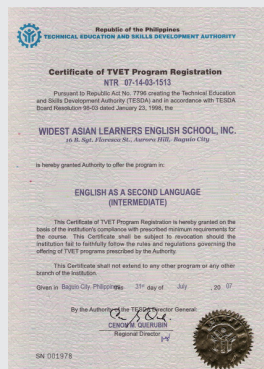 Republic of the Philippines
TECHNICAL EDUCATION AND SKILLS DEVELOPMENT AUTHORITY
Certificate of TVET Program Registration
NTR 07-14-03-1513
Pursuant to Republic Act No. 7796 creating the Technical Education
and Skills Development Authority (TESDA) and in accordance with TESDA
Board Resolution 98-03 dated January 23, 1998, the
WIDEST ASIAN LEARNERS ENGLISH SCHOOL, INC.
16 B. Sgt. Floresca St., Aurora Hill, Baguio City
is hereby granted Authority to offer the program in:
ENGLISH AS A SECOND LANGUAGE
(INTERMEDIATE)
This Certificate of TVET Program Registration is hereby granted on the
basis of the institution's compliance with prescribed minimum requirements for
the course. This Certificate shall be subject to revocation should the
institution fail to faithfully follow the rules and regulations governing the
offering of TVET programs prescribed by the Authority.
This Certificate shall not extend to any other program or any other
branch of the Institution.
Given in Baguio City, Philippines this 31st day of July , 20 07
By the Authority of the TESDA Director General:
CENON M. QUERUBIN
Regional Director
SN 001978